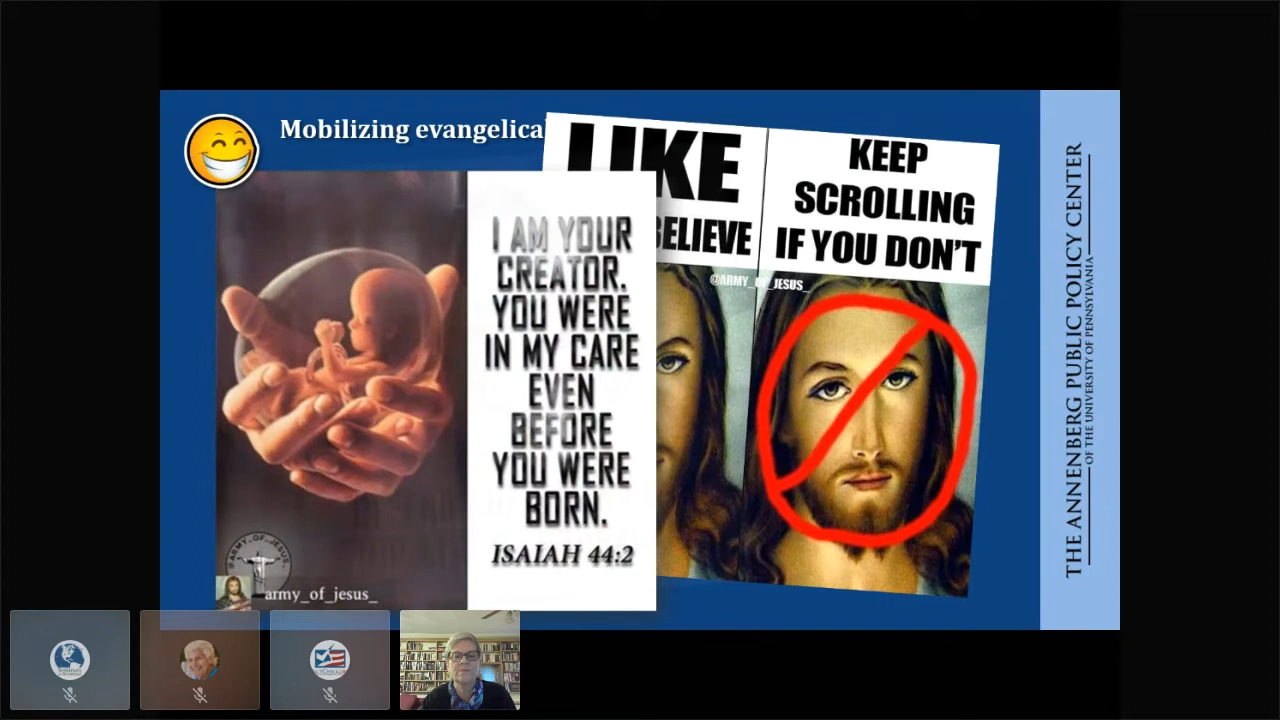 Mobilizing evangelica
LIKE
BELIEVE
KEEP
SCROLLING
IF YOU DON'T
@ARMY_OF_JESUS_
I AM YOUR
CREATOR.
YOU WERE
IN MY CARE
EVEN
BEFORE
YOU WERE
BORN.
ISAIAH 44:2
ARMY_OF_JESUS_
army_of_jesus_
THE ANNENBERG PUBLIC POLICY CENTER
OF THE UNIVERSITY OF PENNSYLVANIA